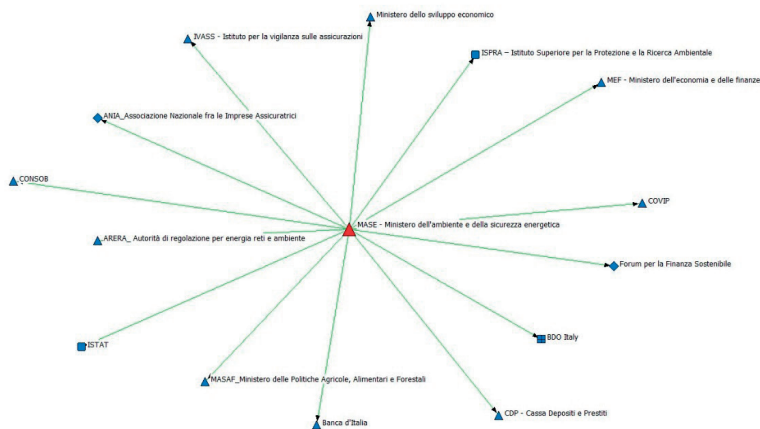 Ministero dello sviluppo economico
IVASS - Istituto per la vigilanza sulle assicurazioni
ISPRA – Istituto Superiore per la Protezione e la Ricerca Ambientale
MEF - Ministero dell'economia e delle finanze
ANIA_Associazione Nazionale fra le Imprese Assicuratrici
CONSOB
COVIP
MASE - Ministero dell'ambiente e della sicurezza energetica
ARERA_ Autorità di regolazione per energia reti e ambiente
Forum per la Finanza Sostenibile
BDO Italy
ISTAT
MASAF_Ministero delle Politiche Agricole, Alimentari e Forestali
CDP - Cassa Depositi e Prestiti
Banca d'Italia